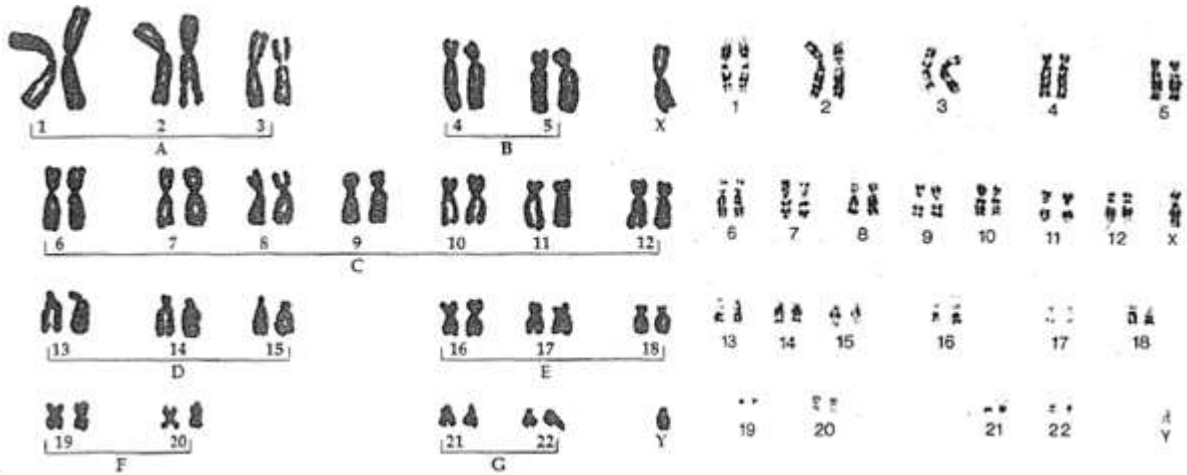 1 2 3 4 5 X
A B
6 7 8 9 10 11 12
C
13 14 15 16 17 18
D E
19 20 21 22 Y
F G
1 2 3 4 5
6 7 8 9 10 11 12 X
13 14 15 16 17 18
19 20 21 22 Y